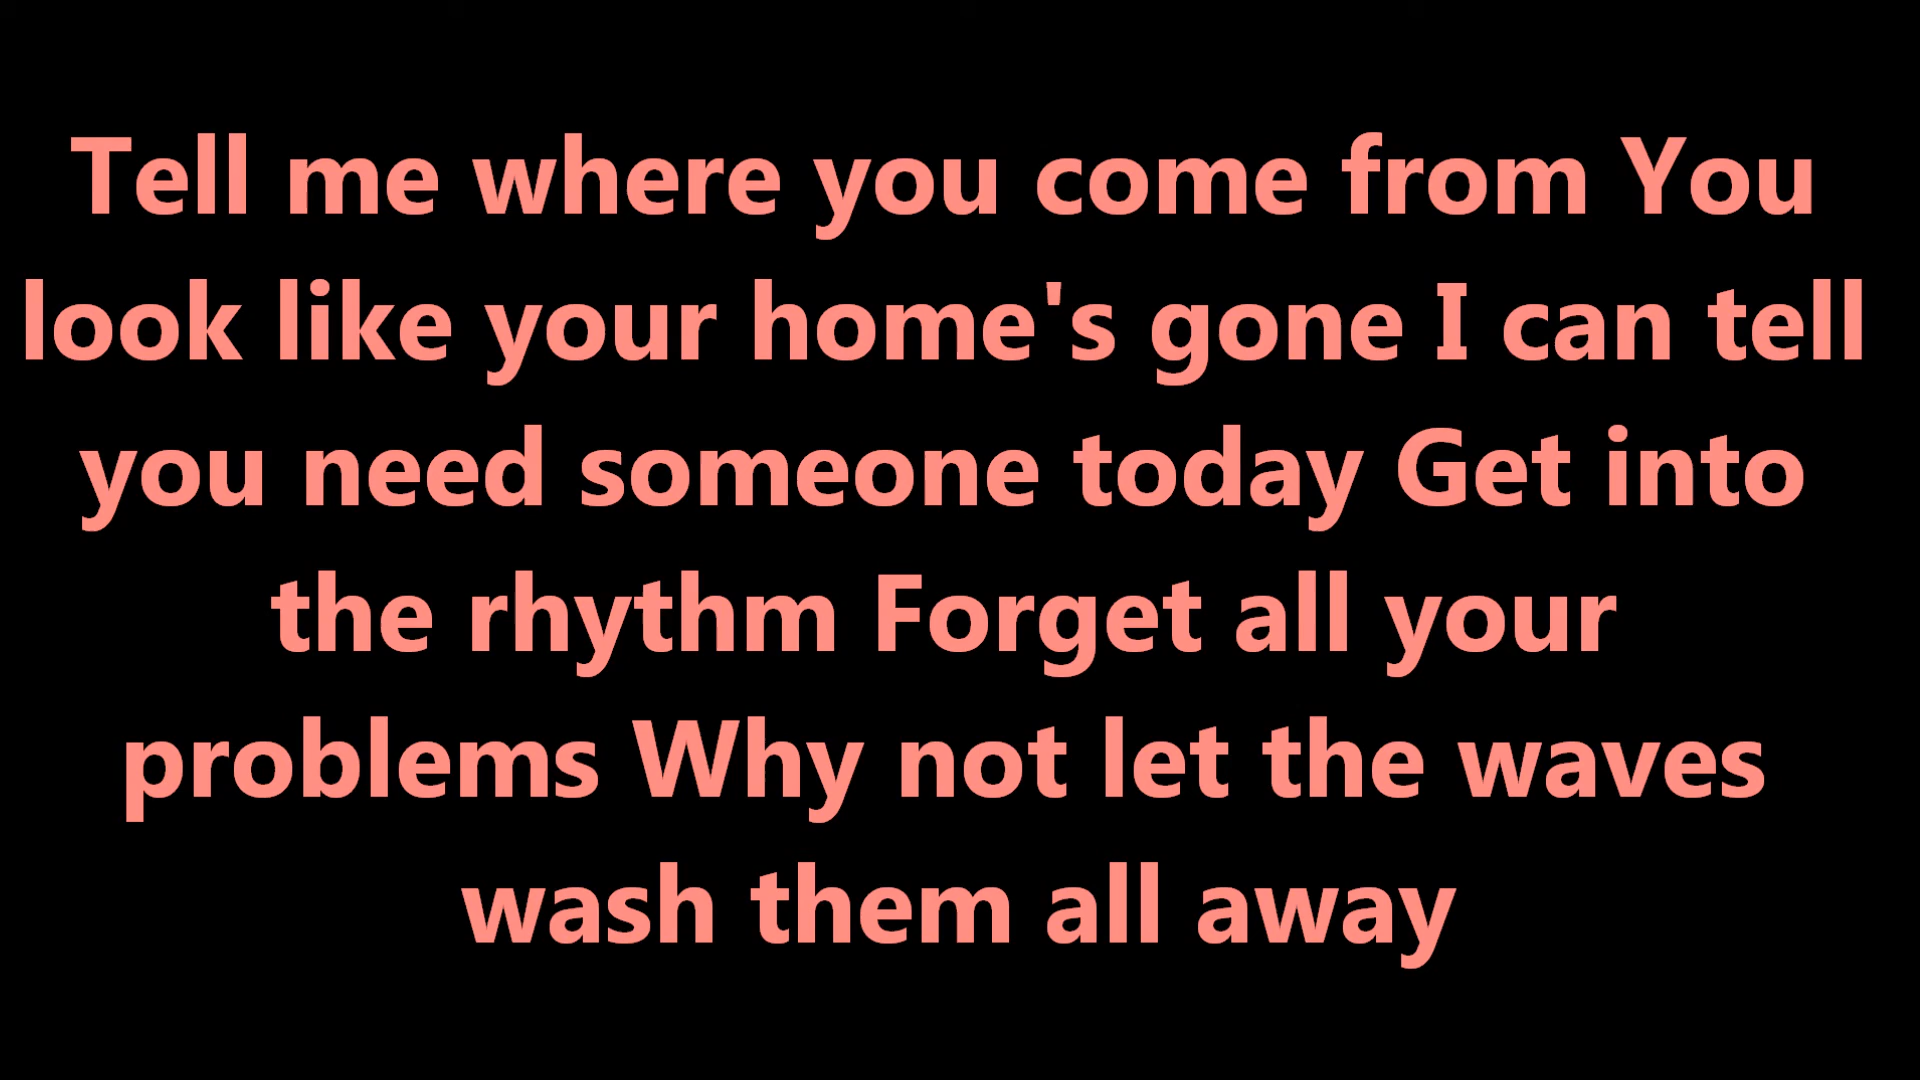 Tell me where you come from You
look like your home's gone I can tell
you need someone today Get into
the rhythm Forget all your
problems Why not let the waves
wash them all away